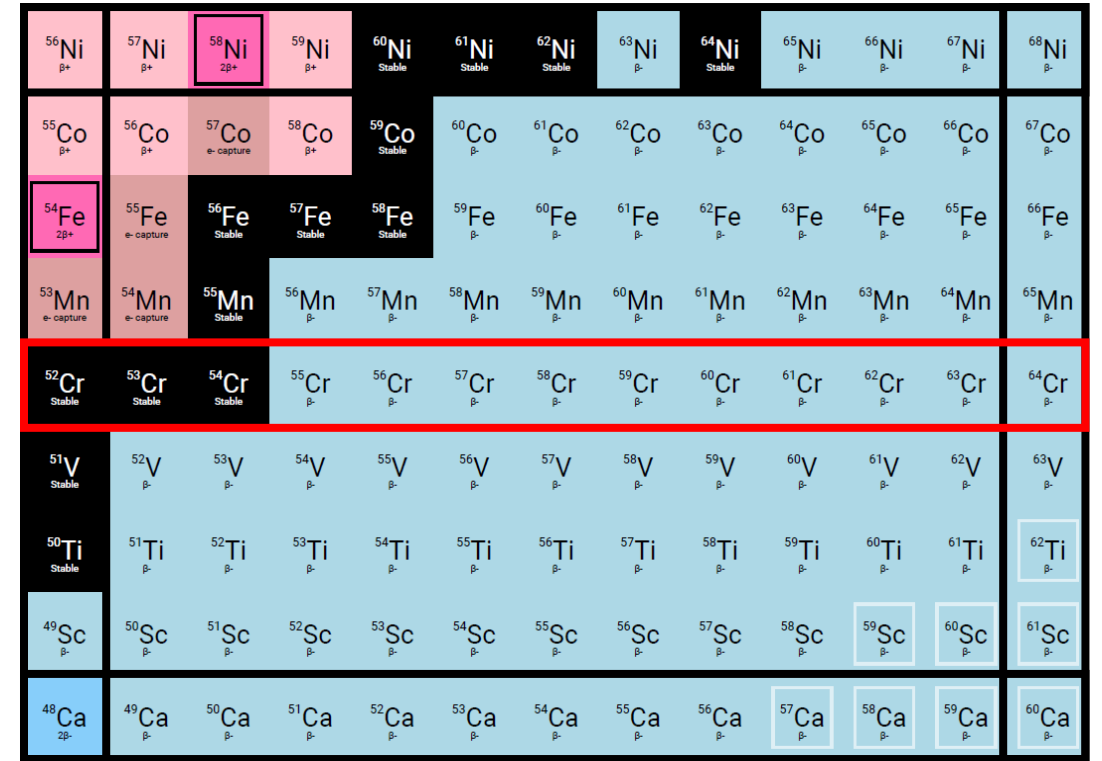 56Ni 57Ni 58Ni 59Ni 60Ni 61Ni 62Ni 63Ni 64Ni 65Ni 66Ni 67Ni 68Ni
β+ β+ 2β+ β+ Stable Stable Stable β- Stable β- β- β- β-
55Co 56Co 57Co 58Co 59Co 60Co 61Co 62Co 63Co 64Co 65Co 66Co 67Co
β+ β+ e- capture β+ Stable β- β- β- β- β- β- β- β-
54Fe 55Fe 56Fe 57Fe 58Fe 59Fe 60Fe 61Fe 62Fe 63Fe 64Fe 65Fe 66Fe
2β+ e- capture Stable Stable Stable β- β- β- β- β- β- β- β-
53Mn 54Mn 55Mn 56Mn 57Mn 58Mn 59Mn 60Mn 61Mn 62Mn 63Mn 64Mn 65Mn
e- capture e- capture Stable β- β- β- β- β- β- β- β- β- β-
52Cr 53Cr 54Cr 55Cr 56Cr 57Cr 58Cr 59Cr 60Cr 61Cr 62Cr 63Cr 64Cr
Stable Stable Stable β- β- β- β- β- β- β- β- β- β-
51V 52V 53V 54V 55V 56V 57V 58V 59V 60V 61V 62V 63V
Stable β- β- β- β- β- β- β- β- β- β- β- β-
50Ti 51Ti 52Ti 53Ti 54Ti 55Ti 56Ti 57Ti 58Ti 59Ti 60Ti 61Ti 62Ti
Stable β- β- β- β- β- β- β- β- β- β- β- β-
49Sc 50Sc 51Sc 52Sc 53Sc 54Sc 55Sc 56Sc 57Sc 58Sc 59Sc 60Sc 61Sc
β- β- β- β- β- β- β- β- β- β- β- β- β-
48Ca 49Ca 50Ca 51Ca 52Ca 53Ca 54Ca 55Ca 56Ca 57Ca 58Ca 59Ca 60Ca
2β- β- β- β- β- β- β- β- β- β- β- β- β-